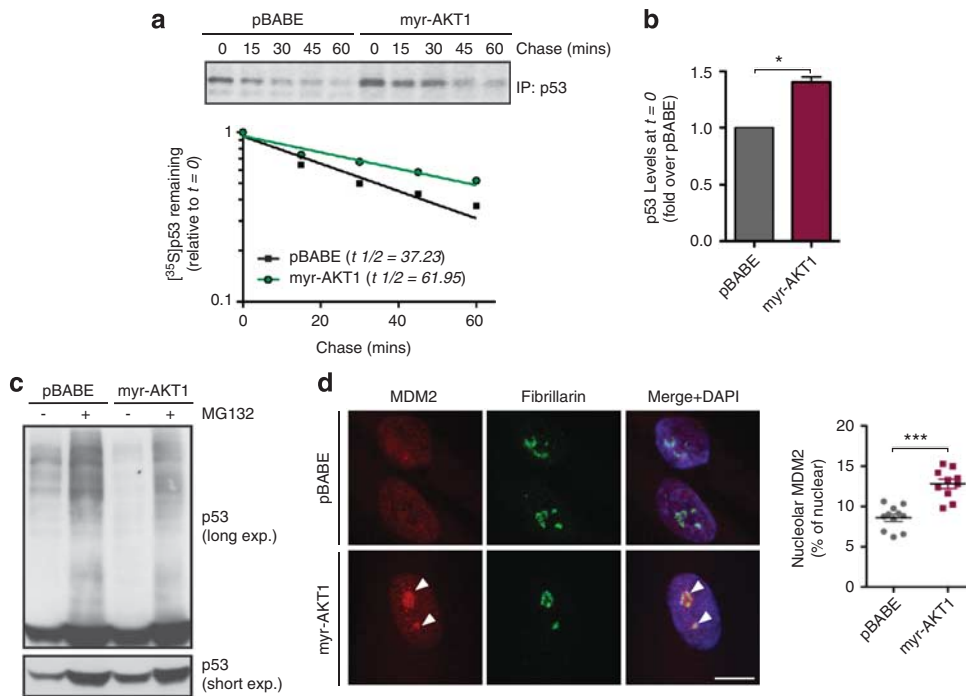 a
pBABE myr-AKT1
0 15 30 45 60 0 15 30 45 60 Chase (mins)
IP: p53
1
0.1
[35S]p53 remaining
(relative to t = 0)
pBABE (t 1/2 = 37.23)
myr-AKT1 (t 1/2 = 61.95)
0 20 40 60
Chase (mins)
b
*
1.5
1.0
0.5
0.0
p53 Levels at t = 0
(fold over pBABE)
pBABE
myr-AKT1
c
pBABE myr-AKT1
- + - + MG132
p53
(long exp.)
p53
(short exp.)
d
MDM2 Fibrillarin Merge+DAPI
pBABE
myr-AKT1
***
20
15
10
5
0
Nucleolar MDM2
(% of nuclear)
pBABE
myr-AKT1